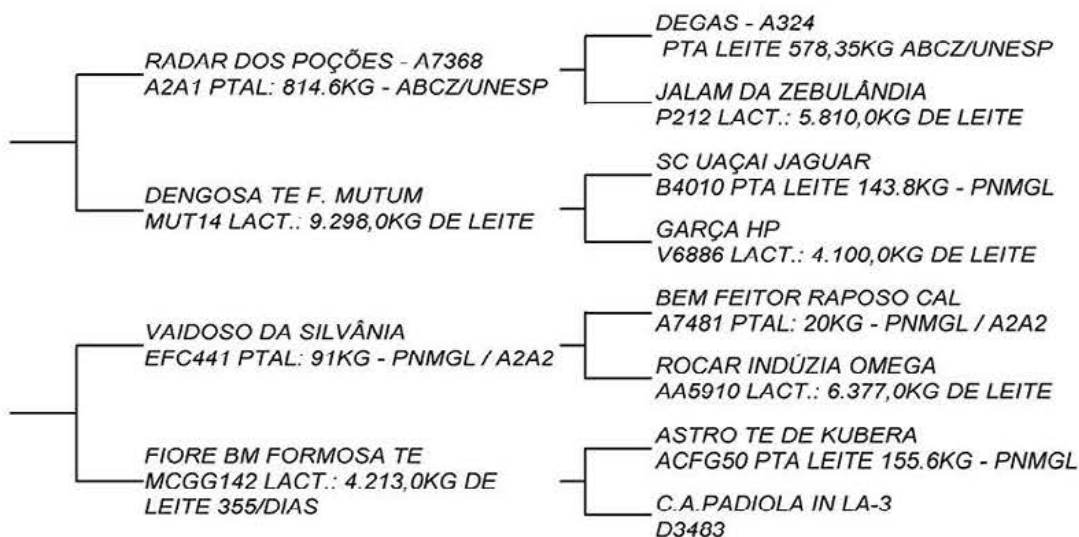 RADAR DOS POÇÕES - A7368
A2A1 PTAL: 814.6KG - ABCZ/UNESP
DENGOSA TE F. MUTUM
MUT14 LACT.: 9.298,0KG DE LEITE
VAIDOSO DA SILVÂNIA
EFC441 PTAL: 91KG - PNMGL / A2A2
FIORE BM FORMOSA TE
MCGG142 LACT.: 4.213,0KG DE
LEITE 355/DIAS
DEGAS - A324
PTA LEITE 578,35KG ABCZ/UNESP
JALAM DA ZEBULÂNDIA
P212 LACT.: 5.810,0KG DE LEITE
SC UAÇAI JAGUAR
B4010 PTA LEITE 143.8KG - PNMGL
GARÇA HP
V6886 LACT.: 4.100,0KG DE LEITE
BEM FEITOR RAPOSO CAL
A7481 PTAL: 20KG - PNMGL / A2A2
ROCAR INDÚZIA OMEGA
AA5910 LACT.: 6.377,0KG DE LEITE
ASTRO TE DE KUBERA
ACFG50 PTA LEITE 155.6KG - PNMGL
C.A.PADIOLA IN LA-3
D3483